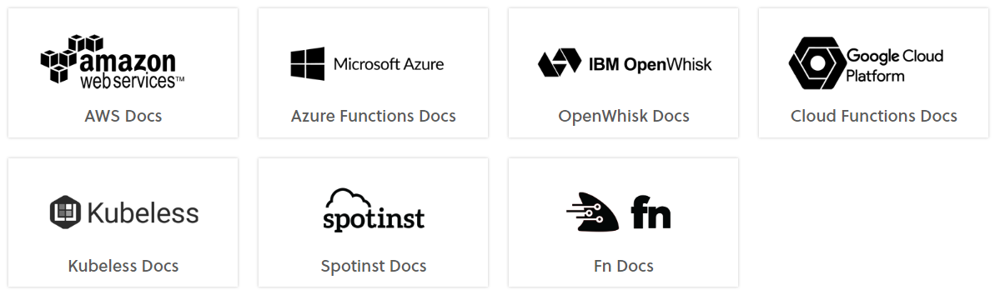 amazon
web services™
AWS Docs
Microsoft Azure
Azure Functions Docs
IBM OpenWhisk
OpenWhisk Docs
Google Cloud
Platform
Cloud Functions Docs
Kubeless
Kubeless Docs
spotinst
Spotinst Docs
fn
Fn Docs